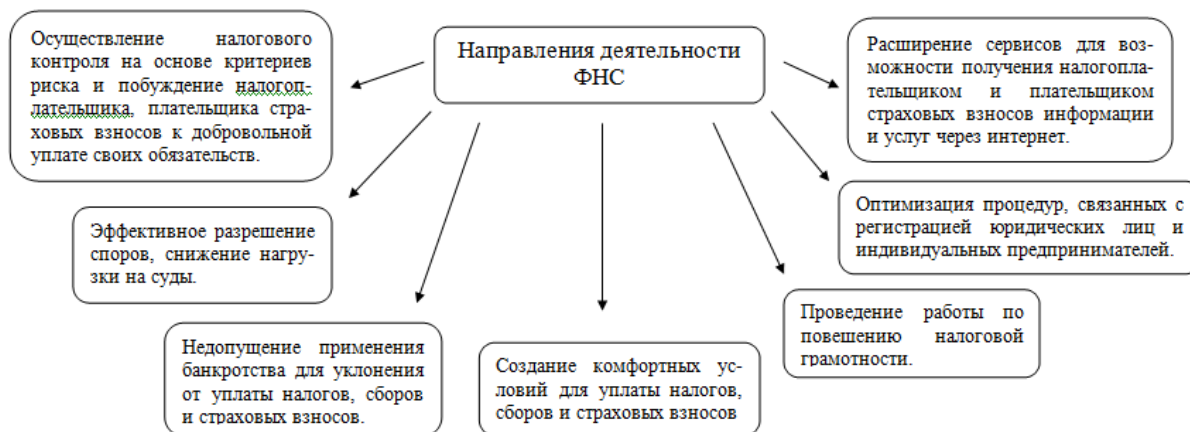 Направления деятельности
ФНС
Осуществление налогового
контроля на основе критериев
риска и побуждение налогоп-
лательщика, плательщика стра-
ховых взносов к добровольной
уплате своих обязательств.
Расширение сервисов для воз-
можности получения налогопла-
тельщиком и плательщиком
страховых взносов информации
и услуг через интернет.
Эффективное разрешение
споров, снижение нагруз-
ки на суды.
Оптимизация процедур, связанных с
регистрацией юридических лиц и
индивидуальных предпринимателей.
Недопущение применения
банкротства для уклонения
от уплаты налогов, сборов
и страховых взносов.
Создание комфортных ус-
ловий для уплаты налогов,
сборов и страховых взносов
Проведение работы по
повешению налоговой
грамотности.